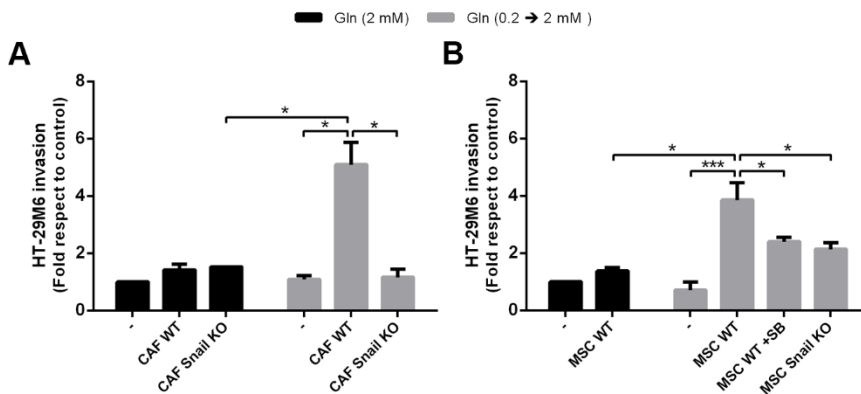 Gln (2 mM) Gln (0.2 ➔ 2 mM )
A
HT-29M6 invasion
(Fold respect to control)
8
6
4
2
0
*
*
*
-
CAF WT
CAF Snail KO
-
CAF WT
CAF Snail KO
B
HT-29M6 invasion
(Fold respect to control)
8
6
4
2
0
*
*
***
*
-
MSC WT
-
MSC WT
MSC WT +SB
MSC Snail KO